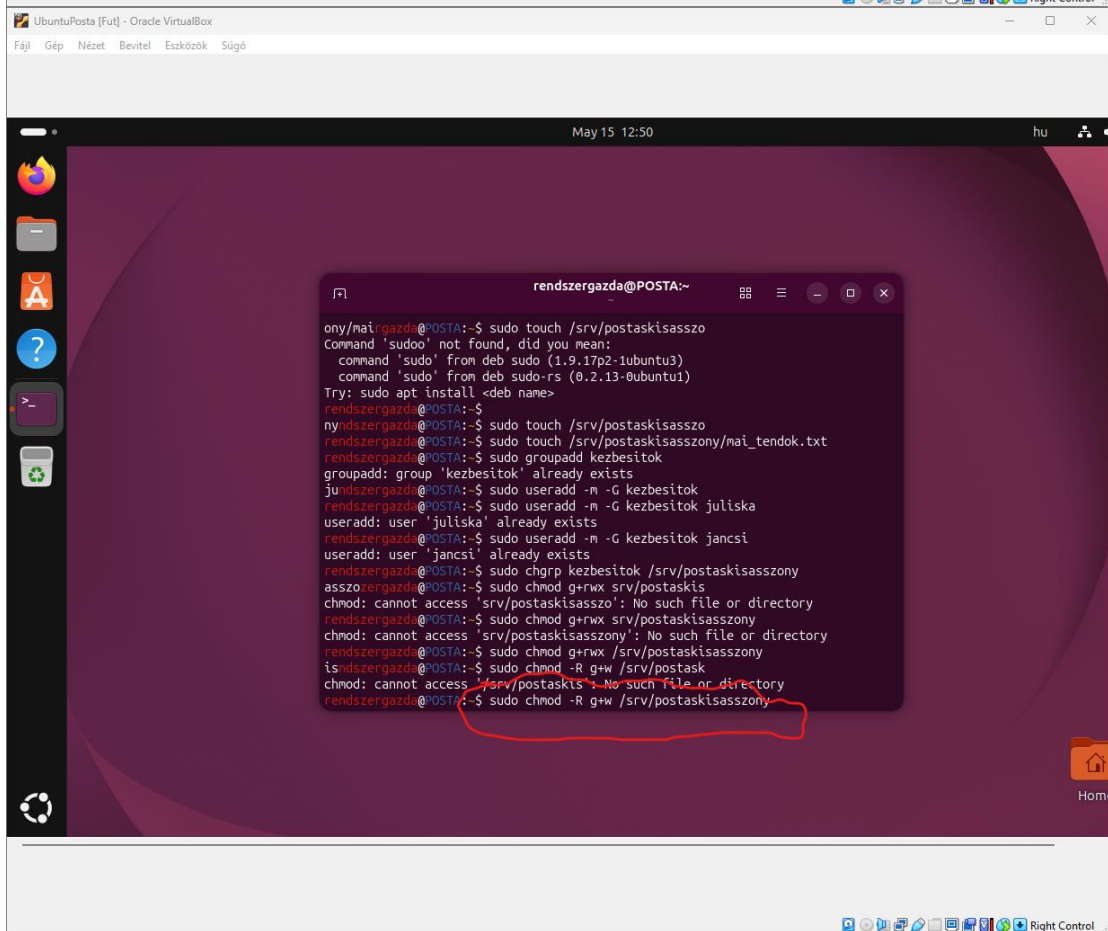 Right Control
UbuntuPosta [Fut] - Oracle VirtualBox
Fájl Gép Nézet Bevitel Eszközök Súgó
May 15 12:50
hu
rendszergazda@POSTA:~
~
ony/mairgazda@POSTA:~$ sudo touch /srv/postaskisasszo
Command 'sudoo' not found, did you mean:
command 'sudo' from deb sudo (1.9.17p2-1ubuntu3)
command 'sudo' from deb sudo-rs (0.2.13-0ubuntu1)
Try: sudo apt install <deb name>
rendszergazda@POSTA:~$
nyndszergazda@POSTA:~$ sudo touch /srv/postaskisasszo
rendszergazda@POSTA:~$ sudo touch /srv/postaskisasszony/mai_tendok.txt
rendszergazda@POSTA:~$ sudo groupadd kezbesitok
groupadd: group 'kezbesitok' already exists
jundszergazda@POSTA:~$ sudo useradd -m -G kezbesitok
rendszergazda@POSTA:~$ sudo useradd -m -G kezbesitok juliska
useradd: user 'juliska' already exists
rendszergazda@POSTA:~$ sudo useradd -m -G kezbesitok jancsi
useradd: user 'jancsi' already exists
rendszergazda@POSTA:~$ sudo chgrp kezbesitok /srv/postaskisasszony
asszozergazda@POSTA:~$ sudo chmod g+rwx srv/postaskis
chmod: cannot access 'srv/postaskisasszo': No such file or directory
rendszergazda@POSTA:~$ sudo chmod g+rwx srv/postaskisasszony
chmod: cannot access 'srv/postaskisasszony': No such file or directory
rendszergazda@POSTA:~$ sudo chmod g+rwx /srv/postaskisasszony
isndszergazda@POSTA:~$ sudo chmod -R g+w /srv/postask
chmod: cannot access '/srv/postaskis': No such file or directory
rendszergazda@POSTA:~$ sudo chmod -R g+w /srv/postaskisasszony
Home
Right Control